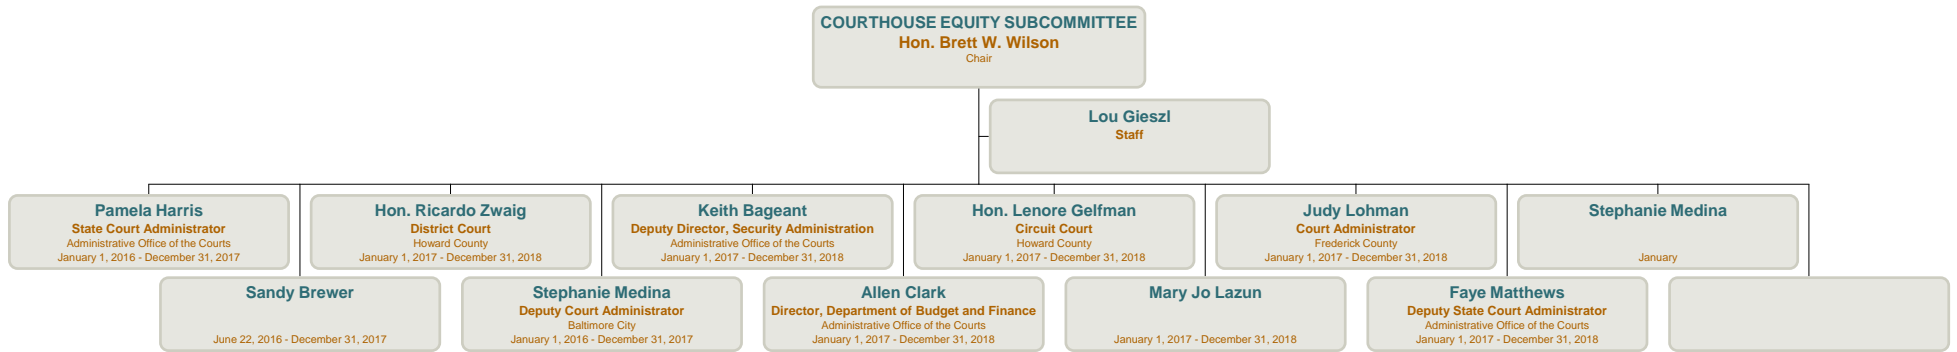 COURTHOUSE EQUITY SUBCOMMITTEE
Hon. Brett W. Wilson
Chair
Lou Gieszl
Staff
Pamela Harris
State Court Administrator
Administrative Office of the Courts
January 1, 2016 - December 31, 2017
Hon. Ricardo Zwaig
District Court
Howard County
January 1, 2017 - December 31, 2018
Keith Bageant
Deputy Director, Security Administration
Administrative Office of the Courts
January 1, 2017 - December 31, 2018
Hon. Lenore Gelfman
Circuit Court
Howard County
January 1, 2017 - December 31, 2018
Judy Lohman
Court Administrator
Frederick County
January 1, 2017 - December 31, 2018
Stephanie Medina
January
Sandy Brewer
June 22, 2016 - December 31, 2017
Stephanie Medina
Deputy Court Administrator
Baltimore City
January 1, 2016 - December 31, 2017
Allen Clark
Director, Department of Budget and Finance
Administrative Office of the Courts
January 1, 2017 - December 31, 2018
Mary Jo Lazun
January 1, 2017 - December 31, 2018
Faye Matthews
Deputy State Court Administrator
Administrative Office of the Courts
January 1, 2017 - December 31, 2018